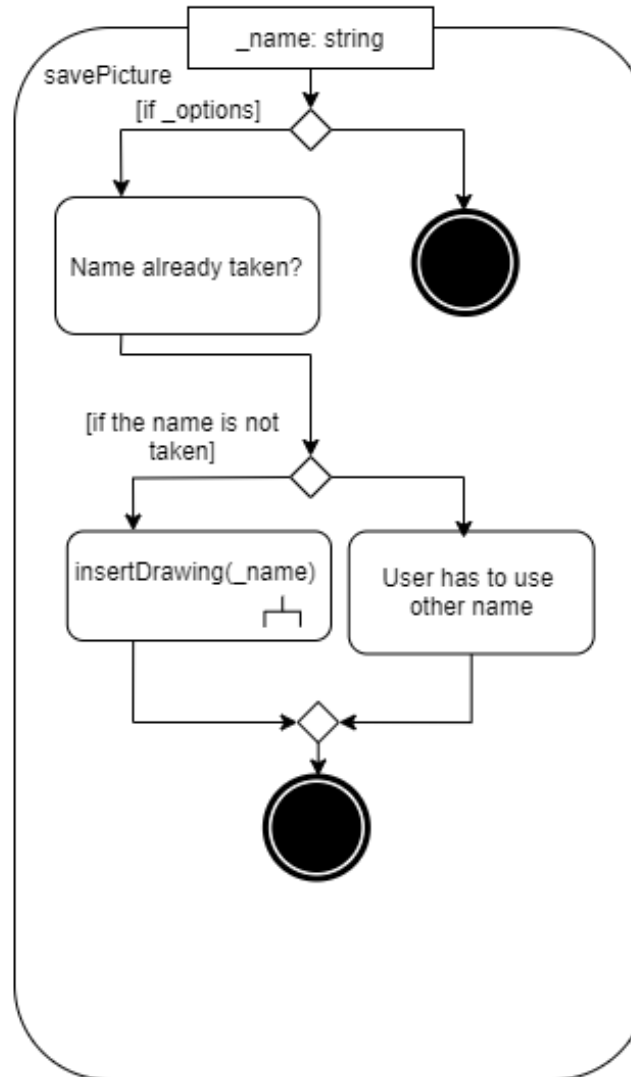 _name: string
savePicture
[if _options]
Name already taken?
[if the name is not
taken]
insertDrawing(_name)
User has to use
other name